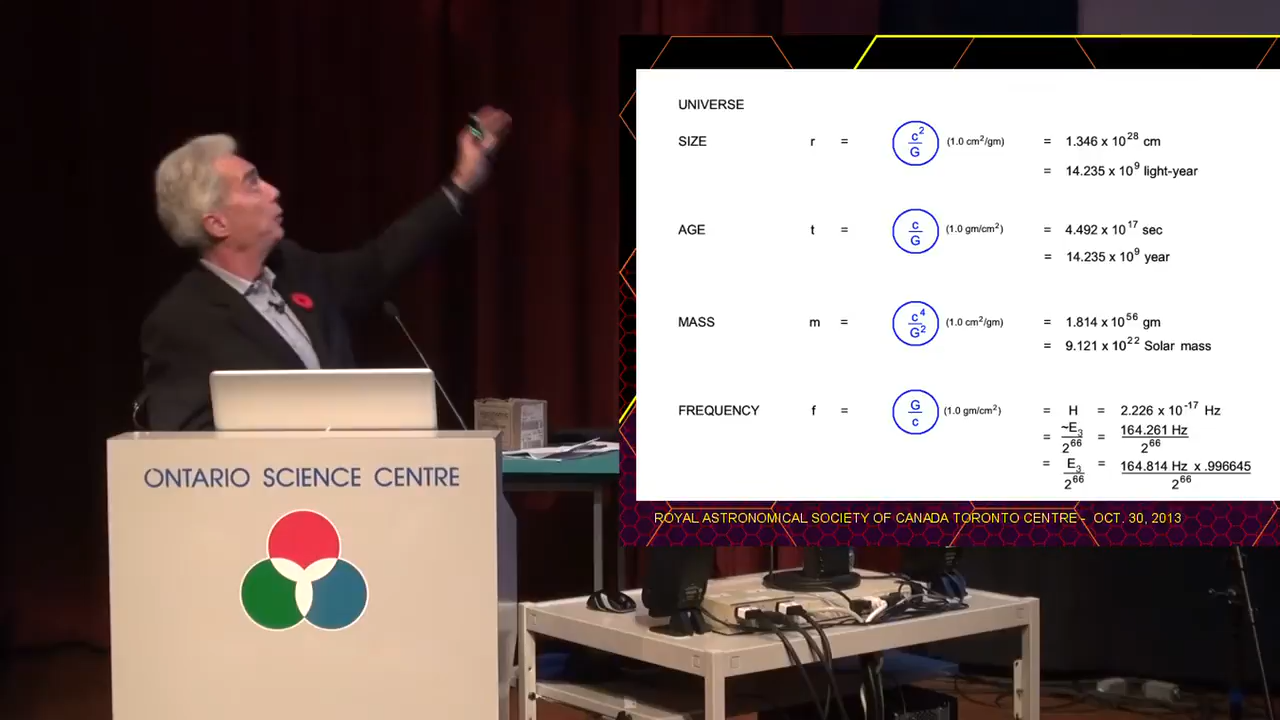 UNIVERSE
SIZE r = c²/G (1.0 cm²/gm) = 1.346 x 10²⁸ cm
= 14.235 x 10⁹ light-year
AGE t = c/G (1.0 gm/cm²) = 4.492 x 10¹⁷ sec
= 14.235 x 10⁹ year
MASS m = c⁴/G² (1.0 cm²/gm) = 1.814 x 10⁵⁶ gm
= 9.121 x 10²² Solar mass
FREQUENCY f = G/c (1.0 gm/cm²) = H = 2.226 x 10⁻¹⁷ Hz
= ~E₃/2⁶⁶ = 164.261 Hz/2⁶⁶
= E₃/2⁶⁶ = 164.814 Hz x .996645/2⁶⁶
ROYAL ASTRONOMICAL SOCIETY OF CANADA TORONTO CENTRE - OCT. 30, 2013
ONTARIO SCIENCE CENTRE